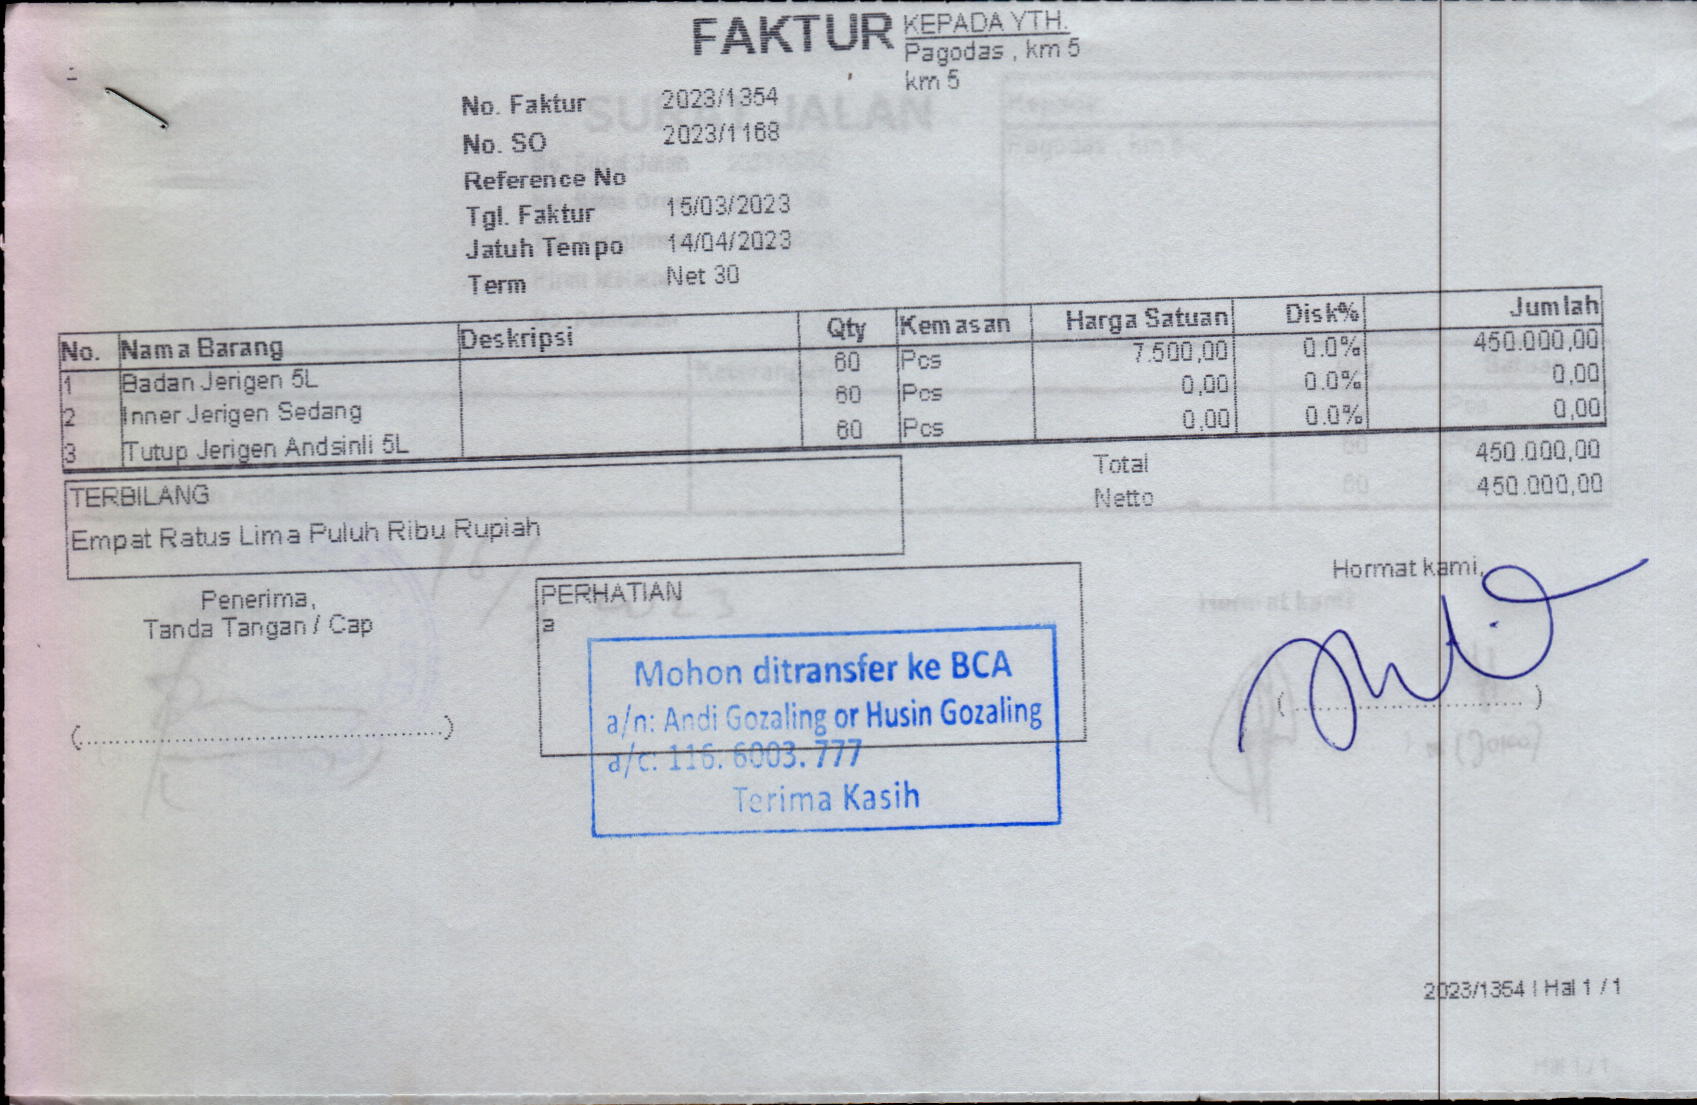 FAKTUR
KEPADA YTH.
Pagodas , km 5
km 5
No. Faktur 2023/1354
No. SO 2023/1168
Reference No
Tgl. Faktur 15/03/2023
Jatuh Tempo 14/04/2023
Term Net 30
No. Nama Barang Deskripsi Qty Kemasan Harga Satuan Disk% Jumlah
1 Badan Jerigen 5L 60 Pcs 7.500,00 0.0% 450.000,00
2 Inner Jerigen Sedang 60 Pcs 0,00 0.0% 0,00
3 Tutup Jerigen Andsinli 5L 60 Pcs 0,00 0.0% 0,00
Total 450.000,00
Netto 450.000,00
TERBILANG
Empat Ratus Lima Puluh Ribu Rupiah
Penerima,
Tanda Tangan / Cap
(..............................................)
PERHATIAN
a
Mohon ditransfer ke BCA
a/n: Andi Gozaling or Husin Gozaling
a/c: 116. 6003. 777
Terima Kasih
Hormat kami,
(..............................)
2023/1354 | Hal 1 / 1